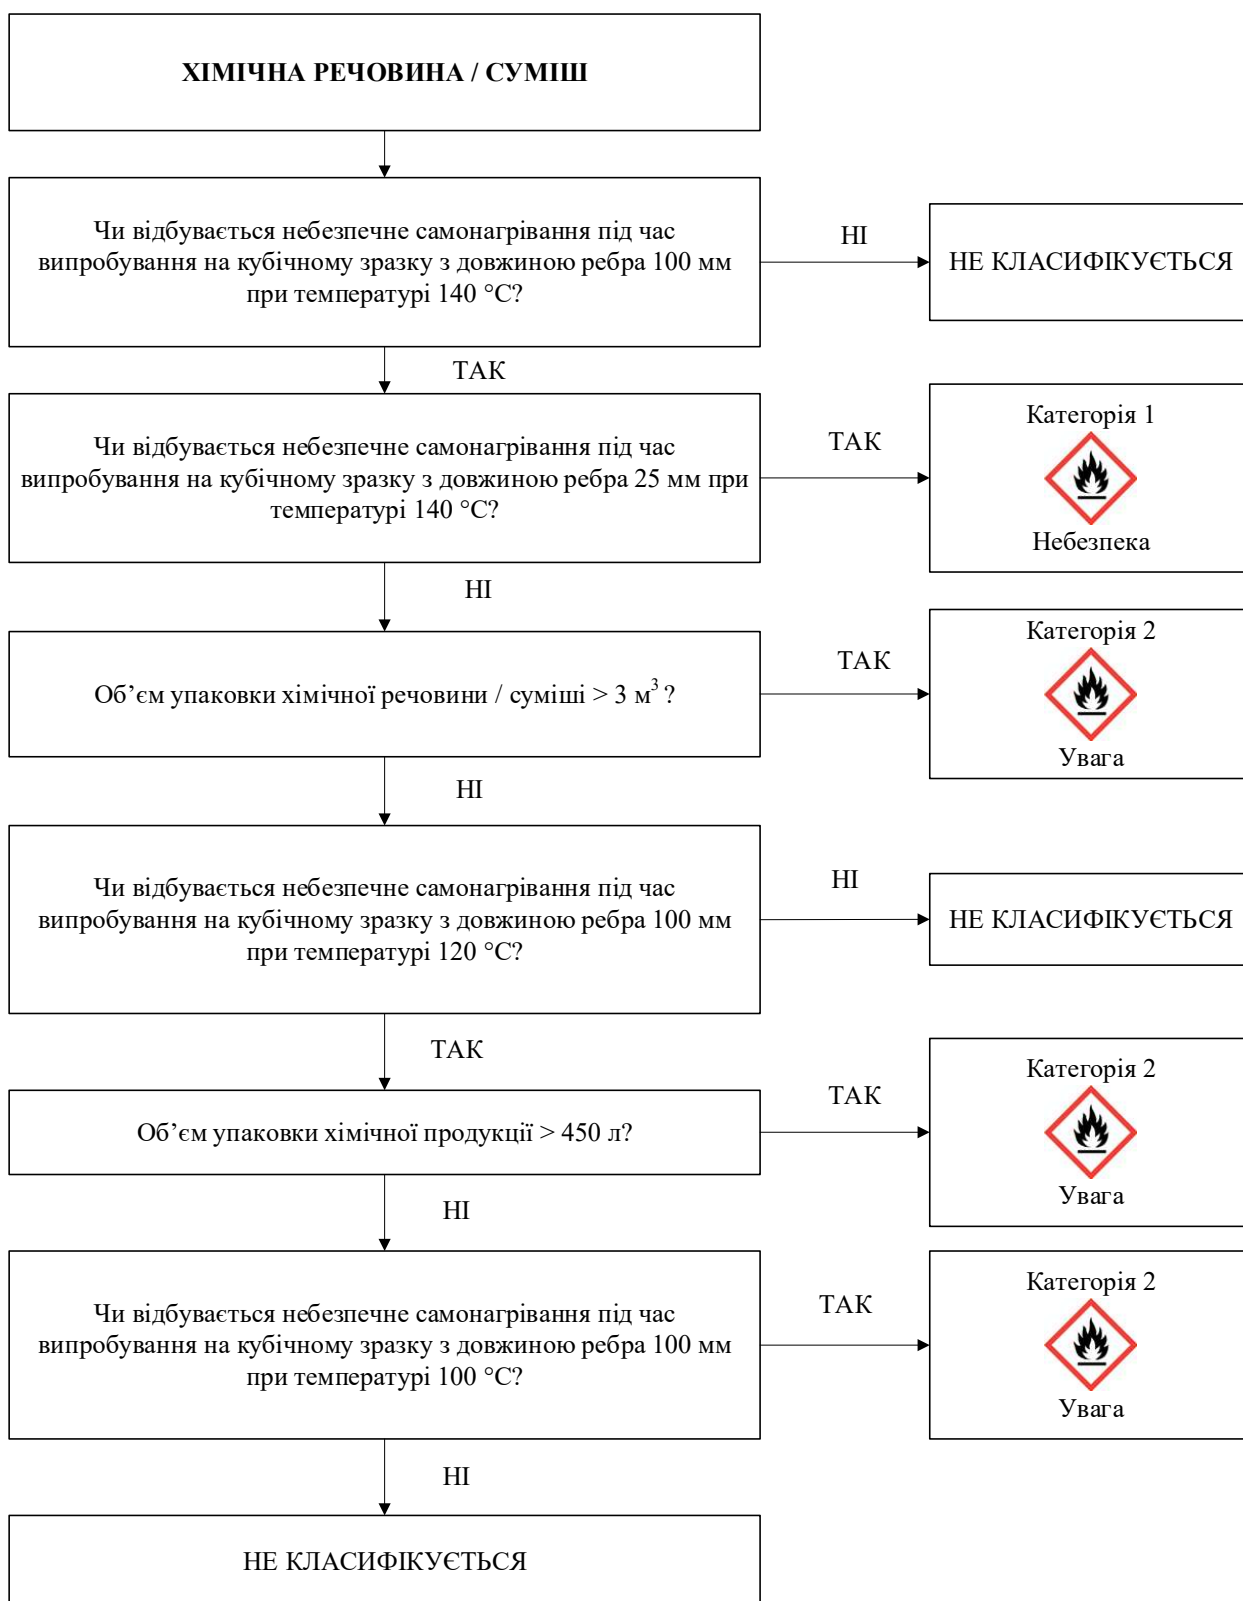 ХІМІЧНА РЕЧОВИНА / СУМІШ
Чи відбувається небезпечне самонагрівання під час
випробування на кубічному зразку з довжиною ребра 100 мм
при температурі 140 °С?
НІ
НЕ КЛАСИФІКУЄТЬСЯ
ТАК
Чи відбувається небезпечне самонагрівання під час
випробування на кубічному зразку з довжиною ребра 25 мм при
температурі 140 °С?
ТАК
Категорія 1
Небезпека
НІ
Об’єм упаковки хімічної речовини / суміші > 3 м³ ?
ТАК
Категорія 2
Увага
НІ
Чи відбувається небезпечне самонагрівання під час
випробування на кубічному зразку з довжиною ребра 100 мм
при температурі 120 °С?
НІ
НЕ КЛАСИФІКУЄТЬСЯ
ТАК
Об’єм упаковки хімічної продукції > 450 л?
ТАК
Категорія 2
Увага
НІ
Чи відбувається небезпечне самонагрівання під час
випробування на кубічному зразку з довжиною ребра 100 мм
при температурі 100 °С?
ТАК
Категорія 2
Увага
НІ
НЕ КЛАСИФІКУЄТЬСЯ